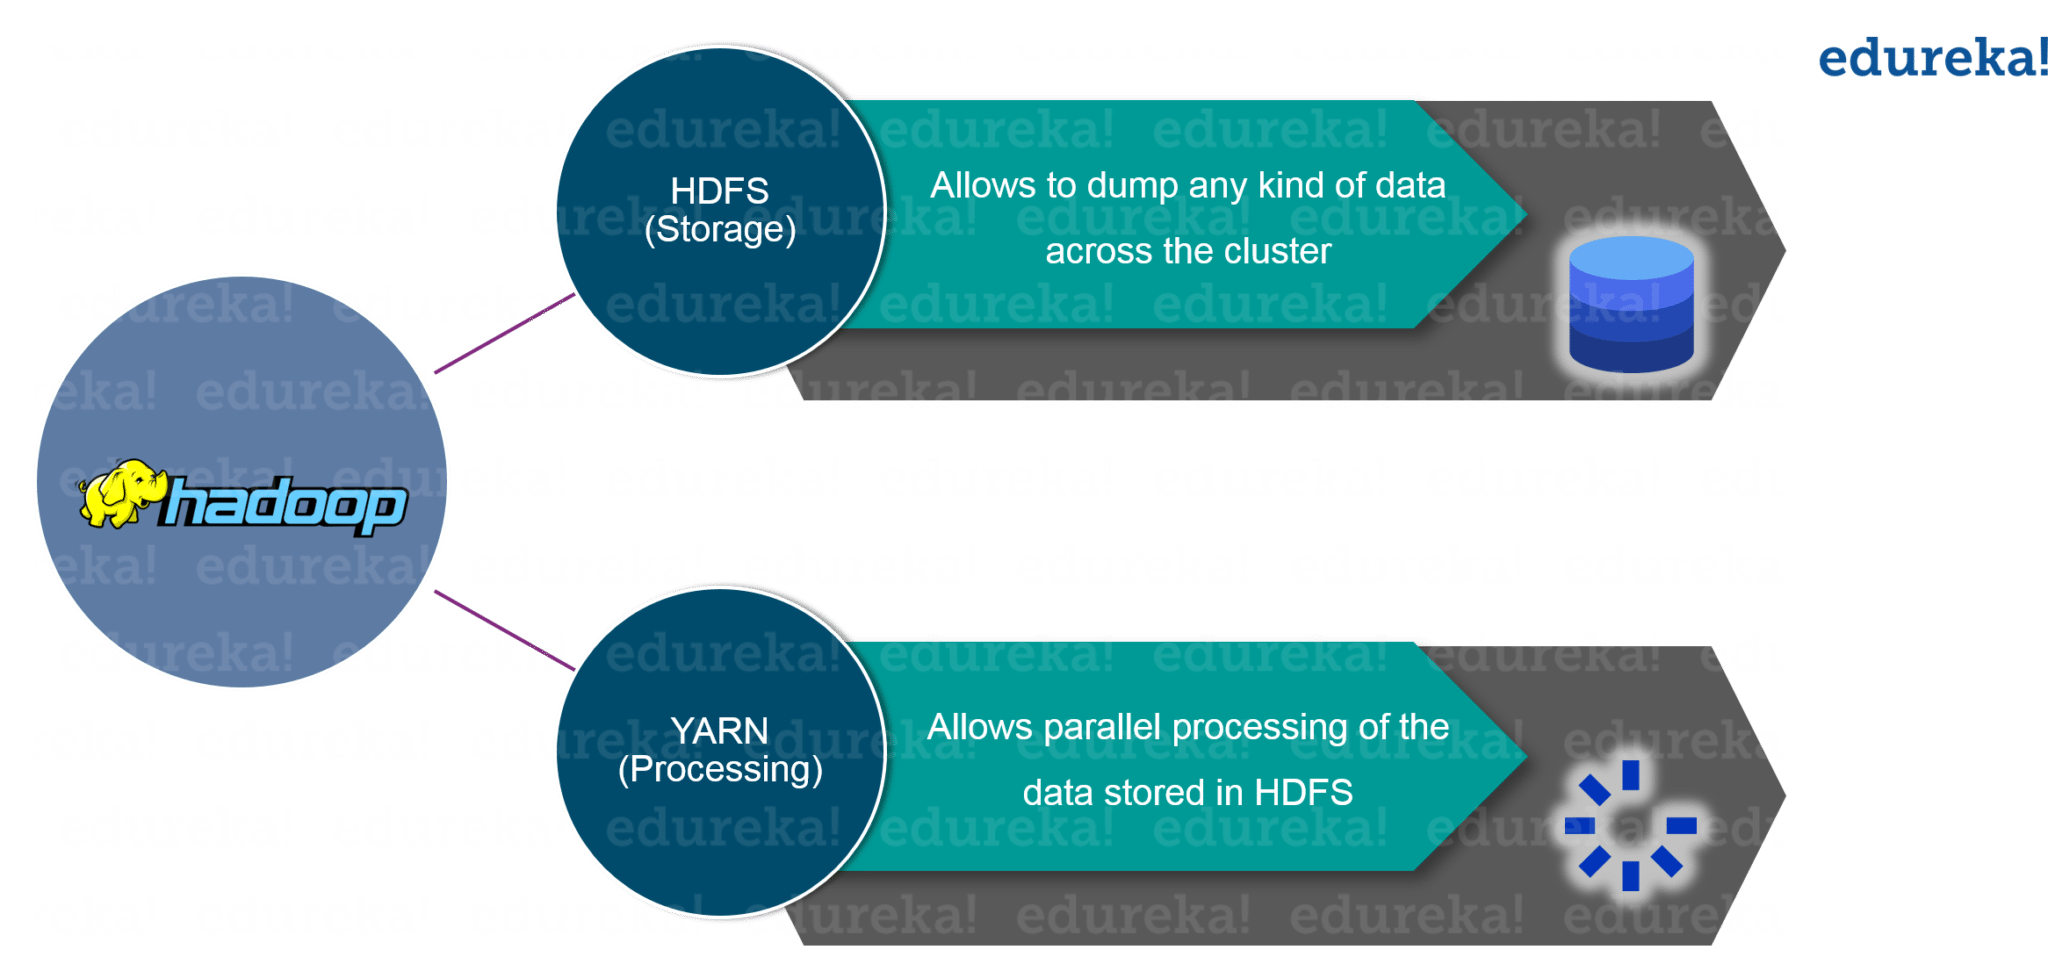 edureka!
HDFS
(Storage)
Allows to dump any kind of data
across the cluster
hadoop
YARN
(Processing)
Allows parallel processing of the
data stored in HDFS